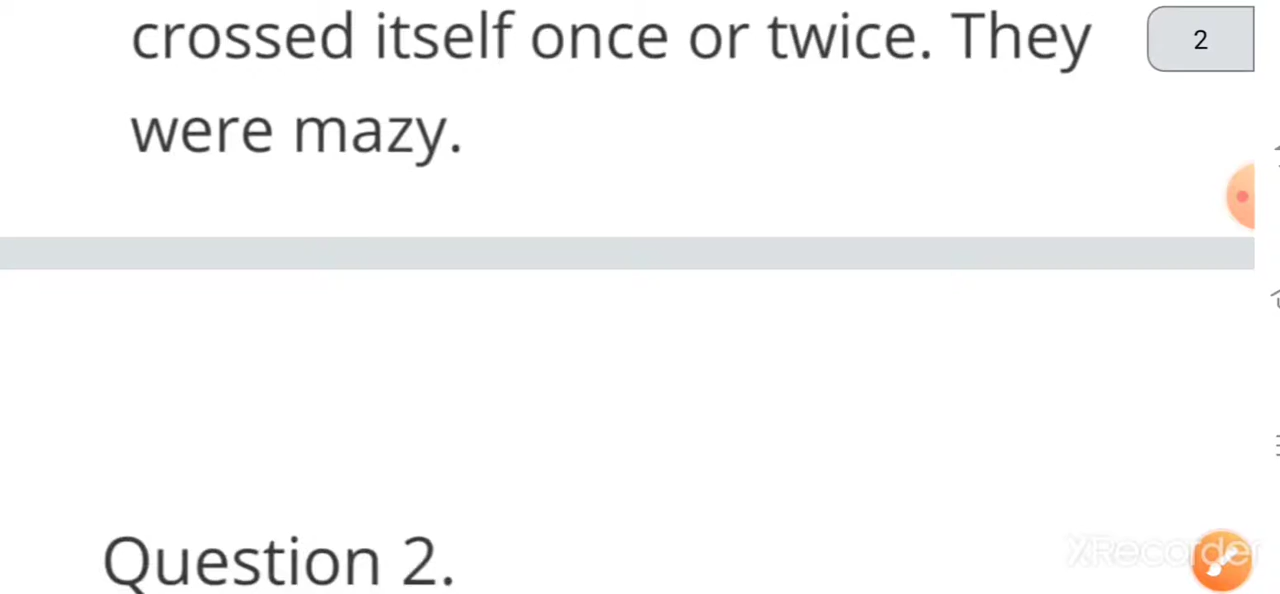 crossed itself once or twice. They
2
were mazy.
Question 2.
XRecorder